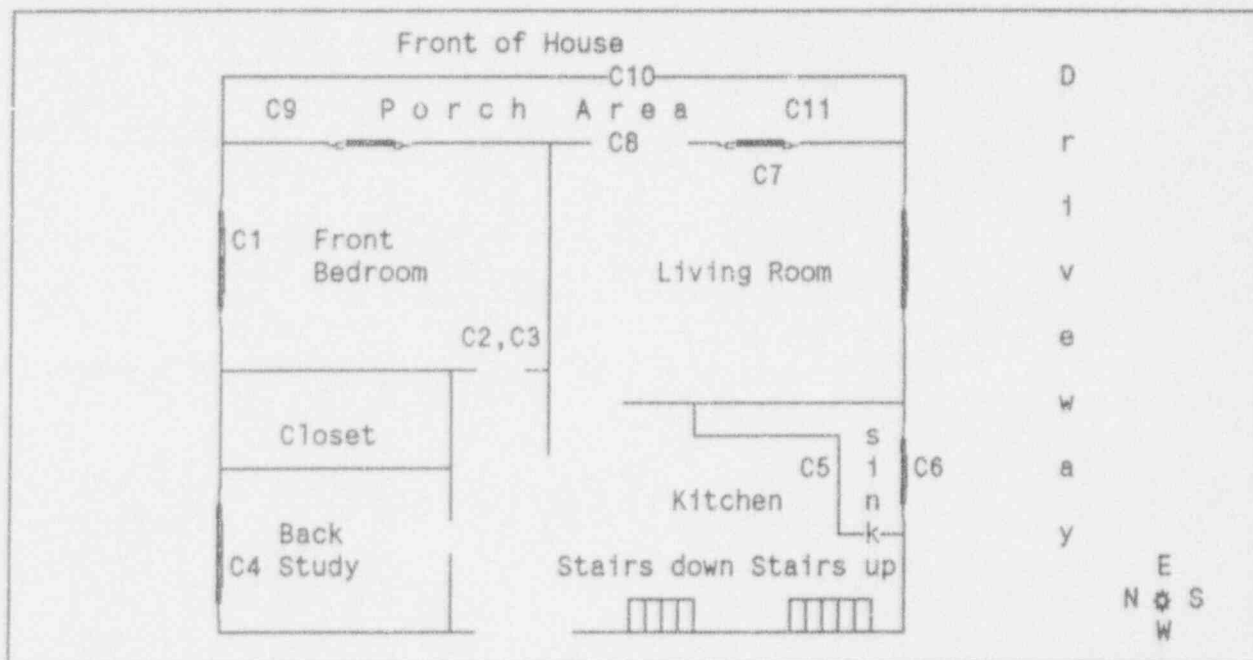 Front of House
C10 D
C9 Porch Area C11
C8 r
C7
i
C1 Front
Bedroom Living Room v
C2,C3 e
w
Closet s
C5 i C6 a
Kitchen n
Back k y
C4 Study Stairs down Stairs up E
N S
W